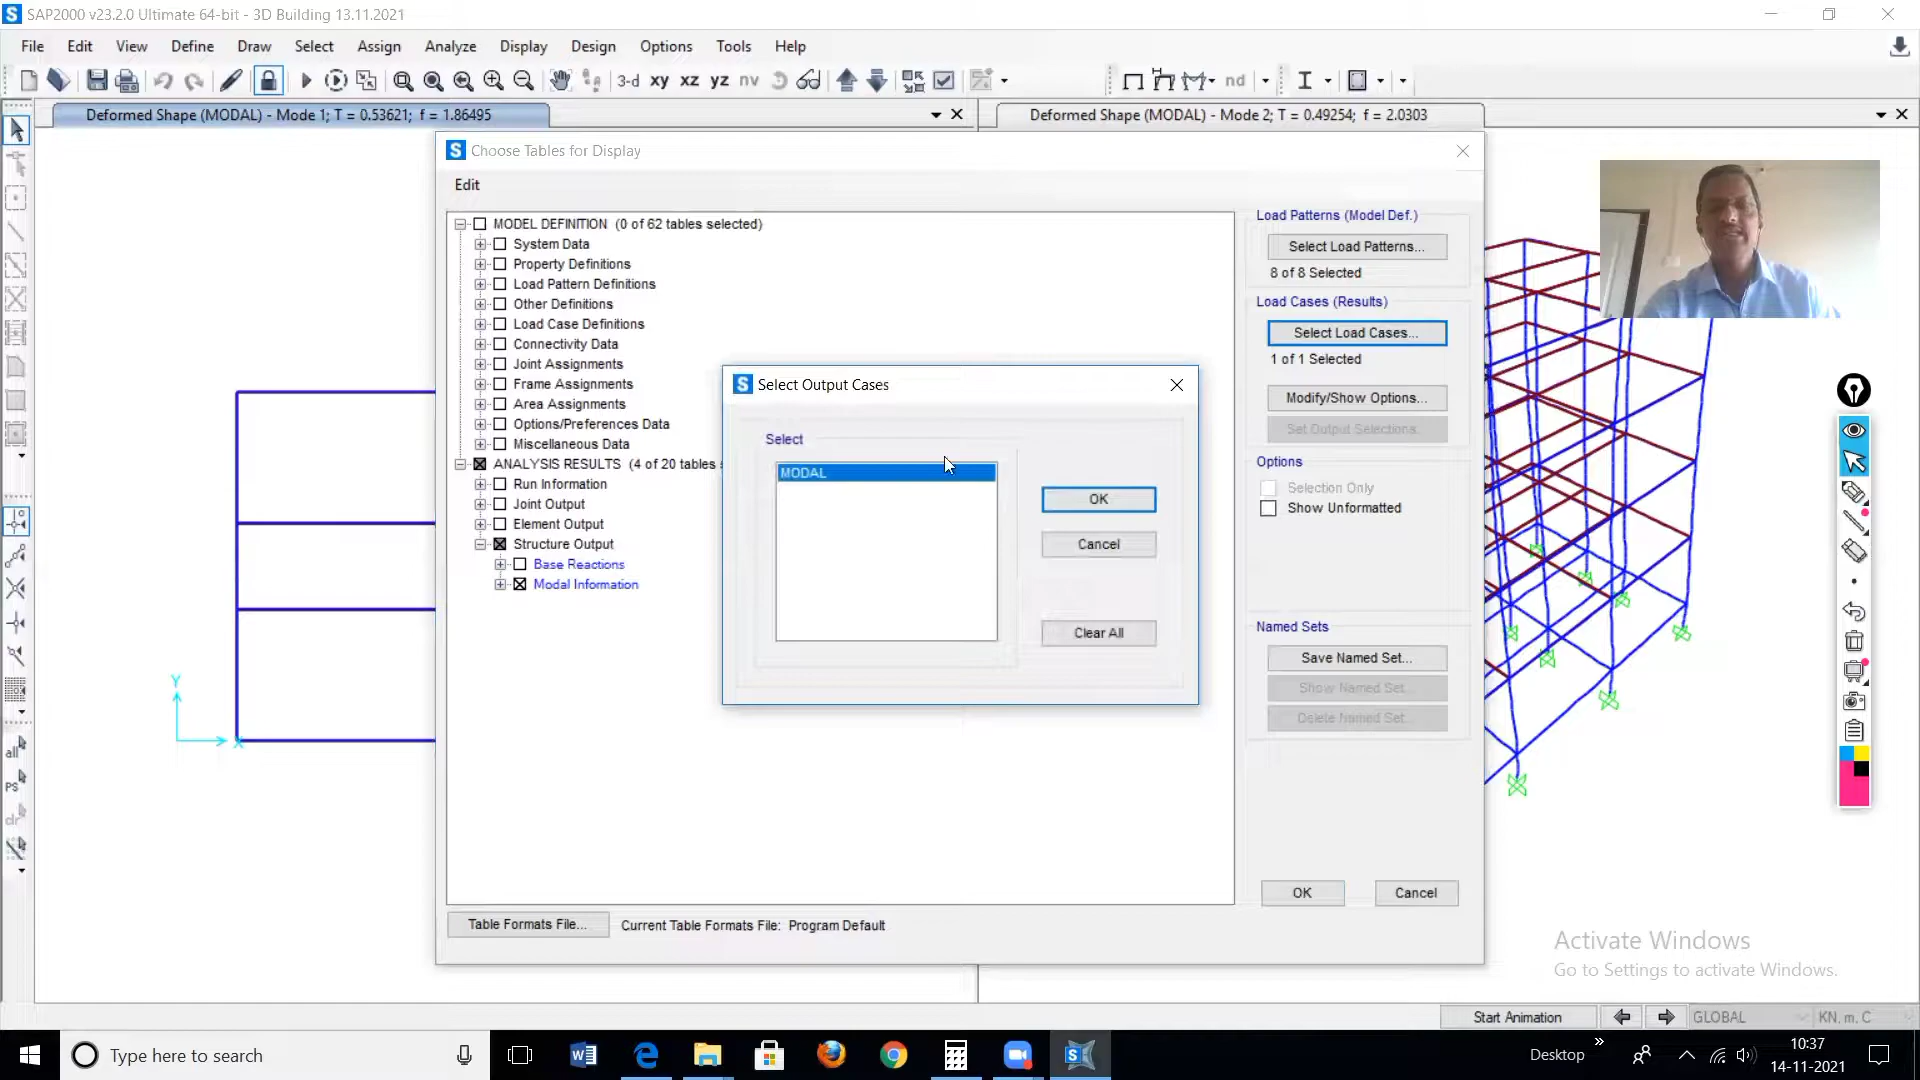 SAP2000 v23.2.0 Ultimate 64-bit - 3D Building 13.11.2021
File Edit View Define Draw Select Assign Analyze Display Design Options Tools Help
3-d xy xz yz nv nd
Deformed Shape (MODAL) - Mode 1; T = 0.53621; f = 1.86495
Deformed Shape (MODAL) - Mode 2; T = 0.49254; f = 2.0303
Choose Tables for Display
Edit
MODEL DEFINITION (0 of 62 tables selected)
System Data
Property Definitions
Load Pattern Definitions
Other Definitions
Load Case Definitions
Connectivity Data
Joint Assignments
Frame Assignments
Area Assignments
Options/Preferences Data
Miscellaneous Data
ANALYSIS RESULTS (4 of 20 tables
Run Information
Joint Output
Element Output
Structure Output
Base Reactions
Modal Information
Load Patterns (Model Def.)
Select Load Patterns...
8 of 8 Selected
Load Cases (Results)
Select Load Cases...
1 of 1 Selected
Modify/Show Options...
Set Output Selections...
Options
Selection Only
Show Unformatted
Named Sets
Save Named Set...
Show Named Set...
Delete Named Set...
OK
Cancel
Select Output Cases
Select
MODAL
OK
Cancel
Clear All
Table Formats File...
Current Table Formats File: Program Default
Y
X
all
PS
clr
Activate Windows
Go to Settings to activate Windows.
Start Animation
GLOBAL
KN, m, C
Type here to search
Desktop
10:37
14-11-2021